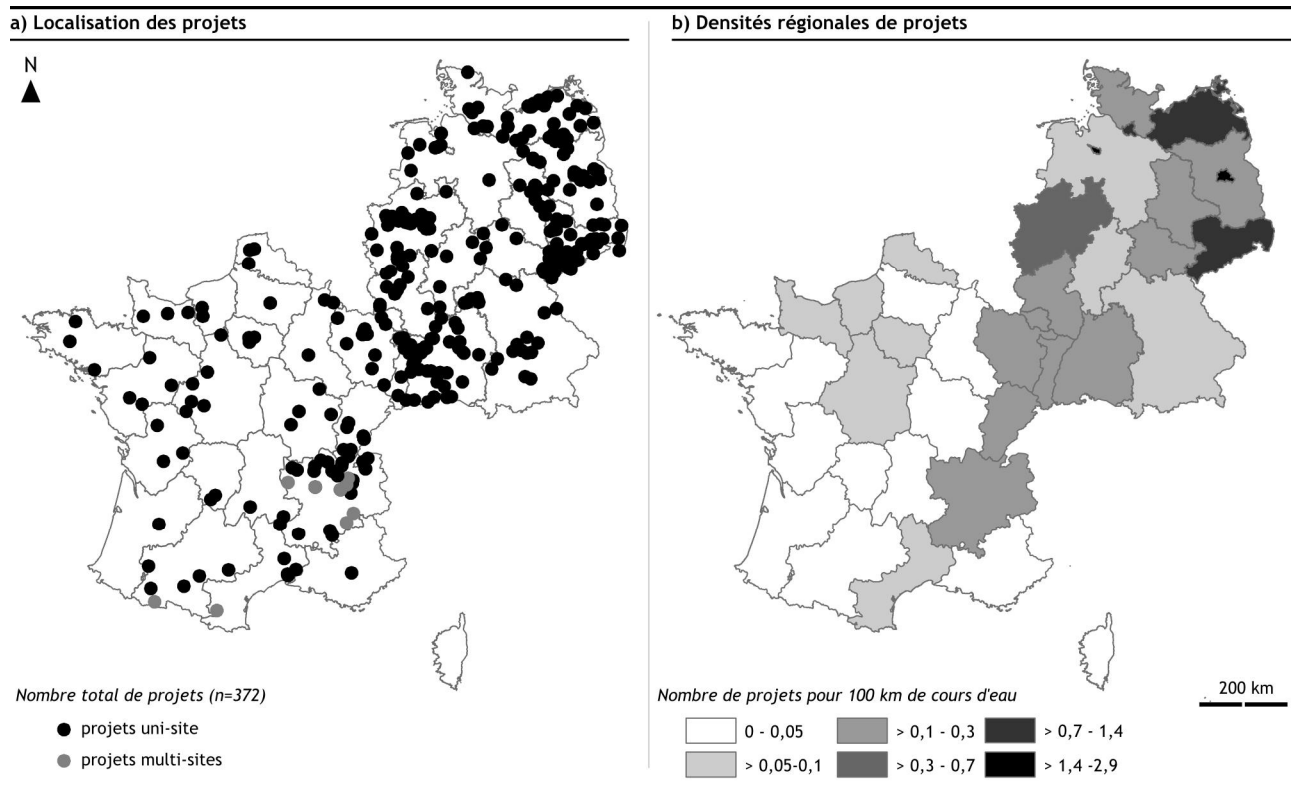 a) Localisation des projets
N
Nombre total de projets (n=372)
projets uni-site
projets multi-sites
b) Densités régionales de projets
200 km
Nombre de projets pour 100 km de cours d'eau
0 - 0,05
> 0,1 - 0,3
> 0,7 - 1,4
> 0,05-0,1
> 0,3 - 0,7
> 1,4 -2,9